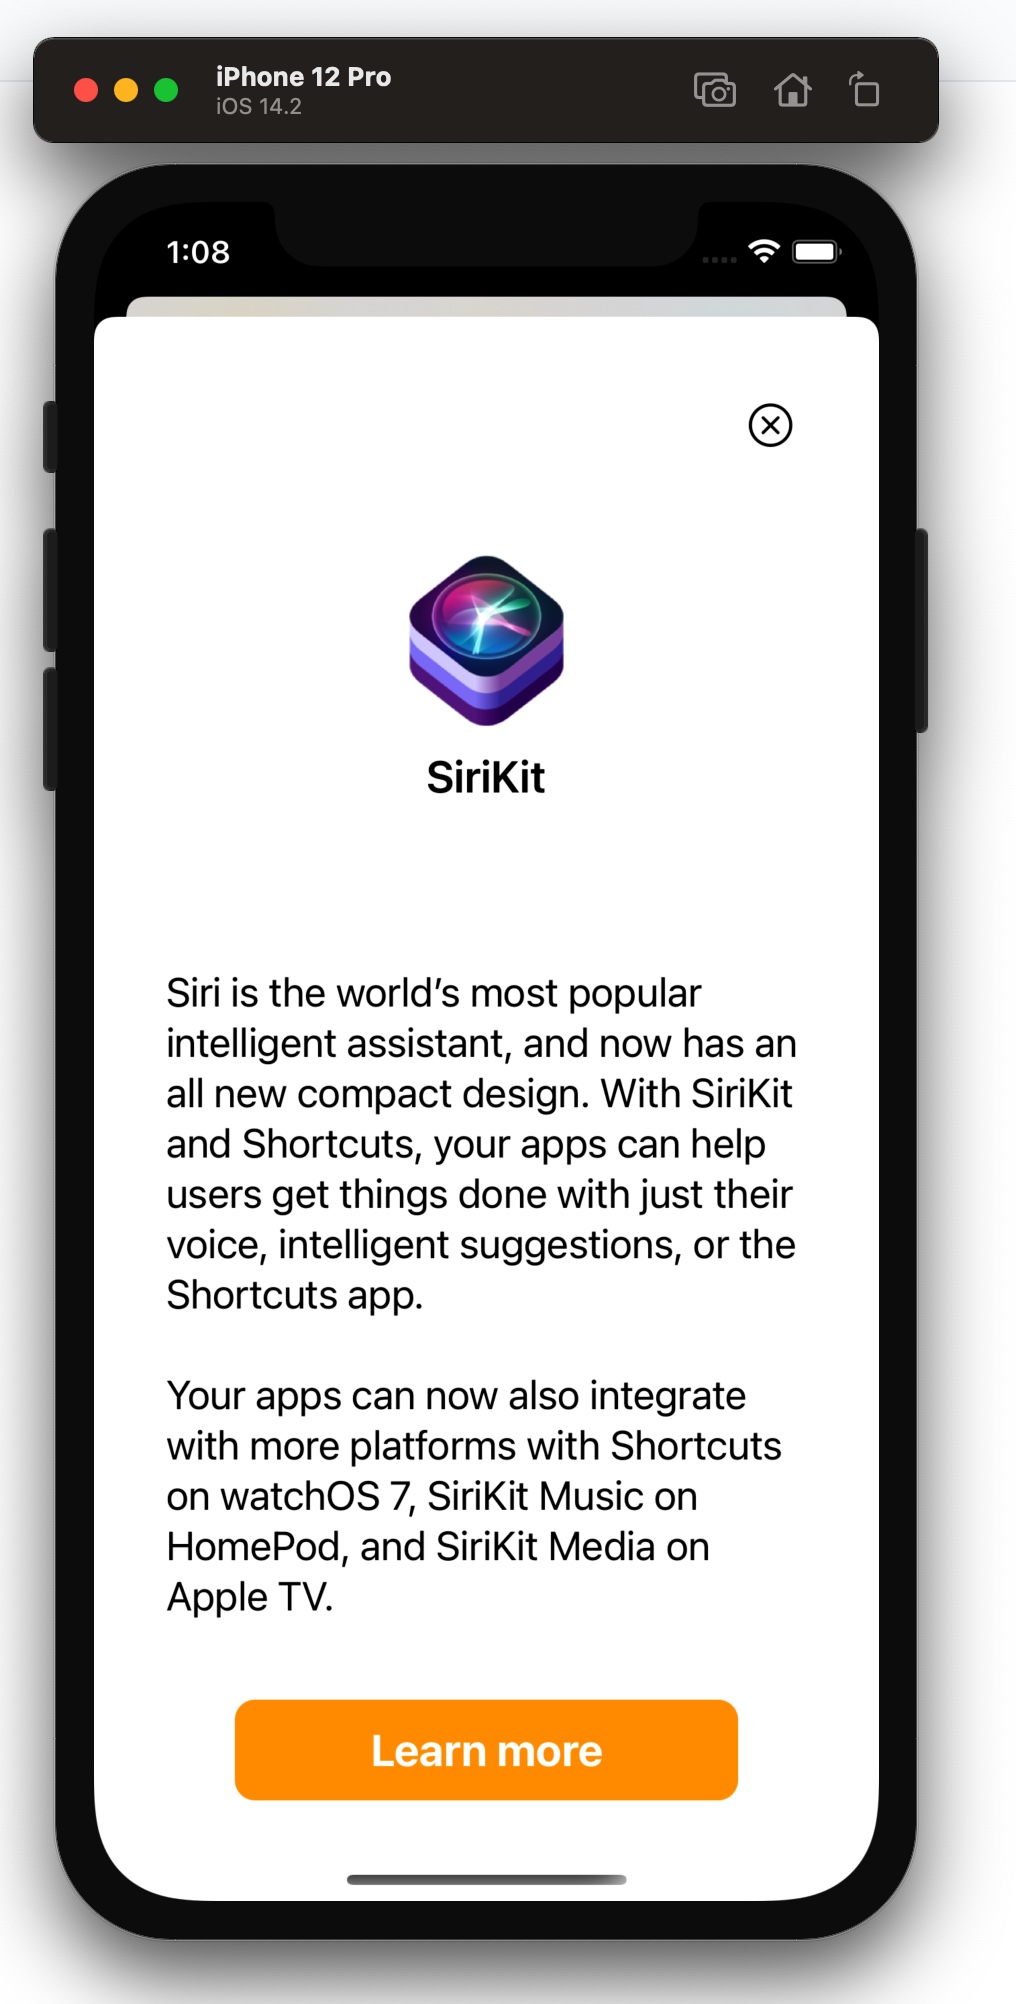 iPhone 12 Pro
iOS 14.2
1:08
SiriKit
Siri is the world’s most popular
intelligent assistant, and now has an
all new compact design. With SiriKit
and Shortcuts, your apps can help
users get things done with just their
voice, intelligent suggestions, or the
Shortcuts app.
Your apps can now also integrate
with more platforms with Shortcuts
on watchOS 7, SiriKit Music on
HomePod, and SiriKit Media on
Apple TV.
Learn more